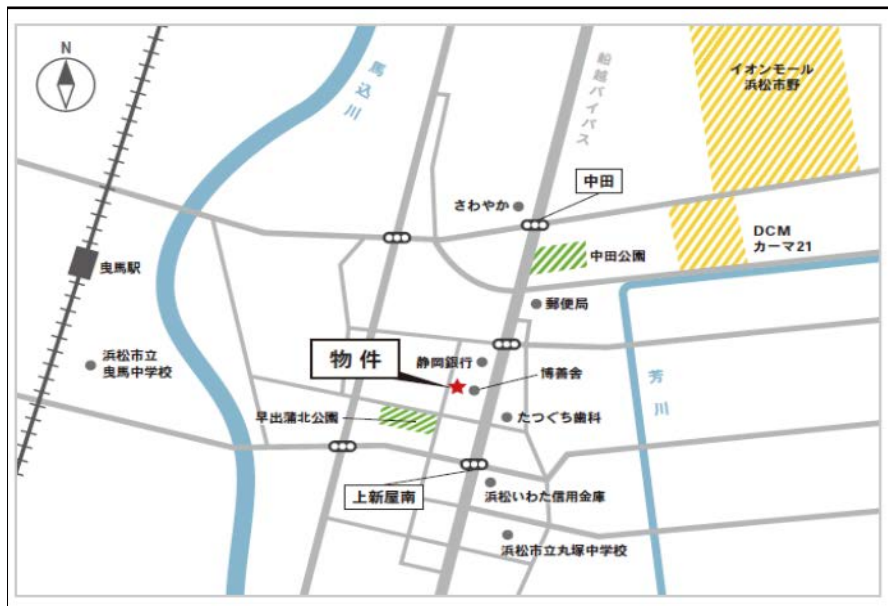 N
馬込川
船越バイパス
イオンモール
浜松市野
中田
さわやか
DCM
カーマ21
中田公園
曳馬駅
郵便局
浜松市立
曳馬中学校
物件
静岡銀行
博善舎
芳川
早出蒲北公園
たつぐち歯科
上新屋南
浜松いわた信用金庫
浜松市立丸塚中学校